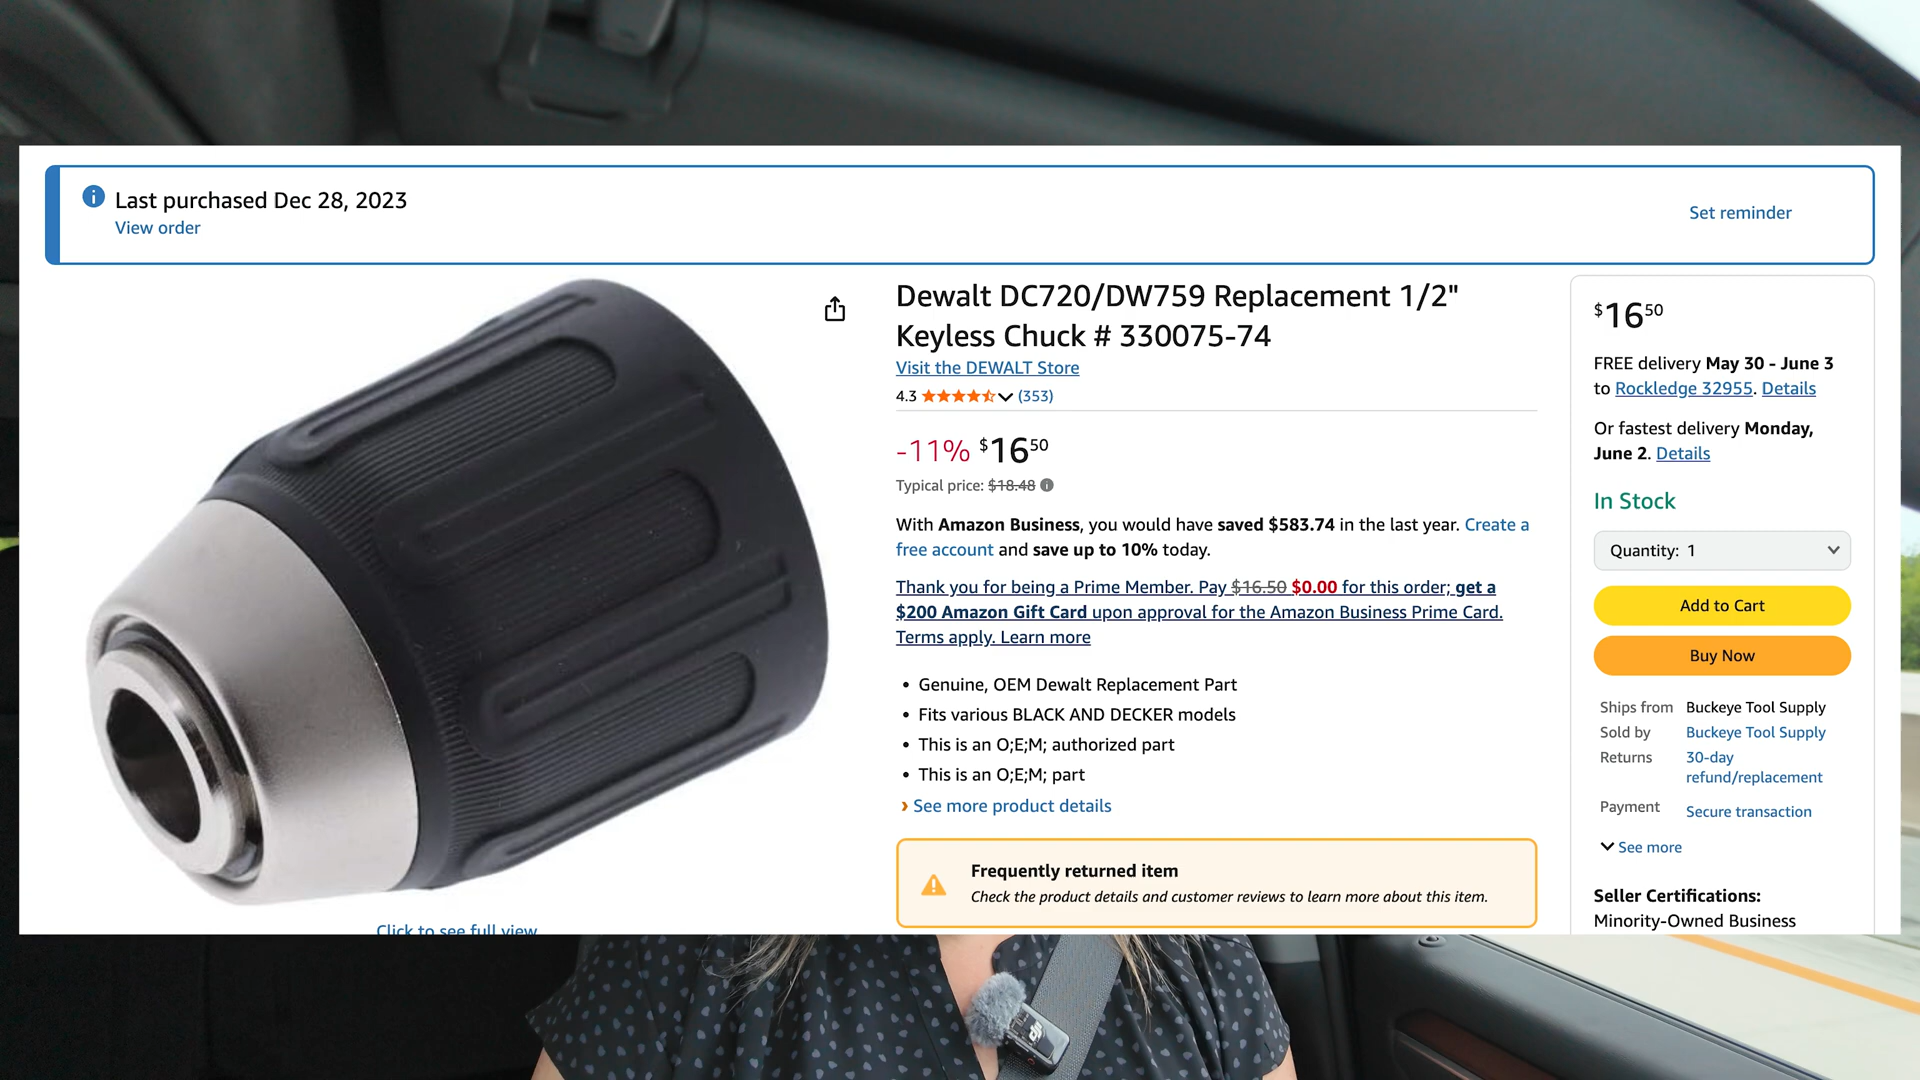 Last purchased Dec 28, 2023
View order
Set reminder
Dewalt DC720/DW759 Replacement 1/2"
Keyless Chuck # 330075-74
Visit the DEWALT Store
4.3 (353)
-11% $1650
Typical price: $18.48
With Amazon Business, you would have saved $583.74 in the last year. Create a
free account and save up to 10% today.
Thank you for being a Prime Member. Pay $16.50 $0.00 for this order; get a
$200 Amazon Gift Card upon approval for the Amazon Business Prime Card.
Terms apply. Learn more
• Genuine, OEM Dewalt Replacement Part
• Fits various BLACK AND DECKER models
• This is an O;E;M; authorized part
• This is an O;E;M; part
› See more product details
Frequently returned item
Check the product details and customer reviews to learn more about this item.
Click to see full view
$1650
FREE delivery May 30 - June 3
to Rockledge 32955. Details
Or fastest delivery Monday,
June 2. Details
In Stock
Quantity: 1
Add to Cart
Buy Now
Ships from Buckeye Tool Supply
Sold by Buckeye Tool Supply
Returns 30-day
refund/replacement
Payment Secure transaction
See more
Seller Certifications:
Minority-Owned Business
dji